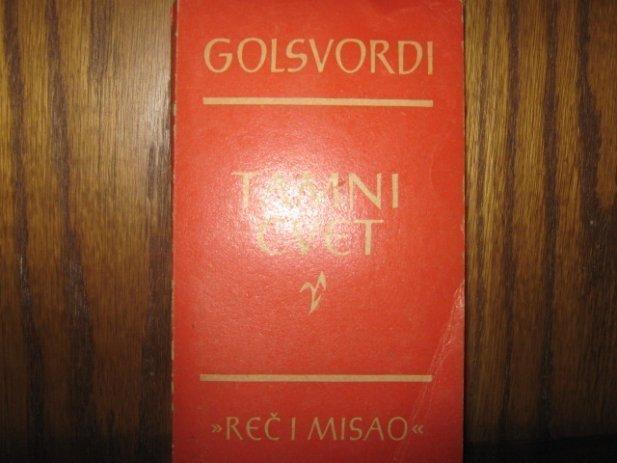 GOLSVORDI
TAMNI
CVET
»REČ I MISAO«